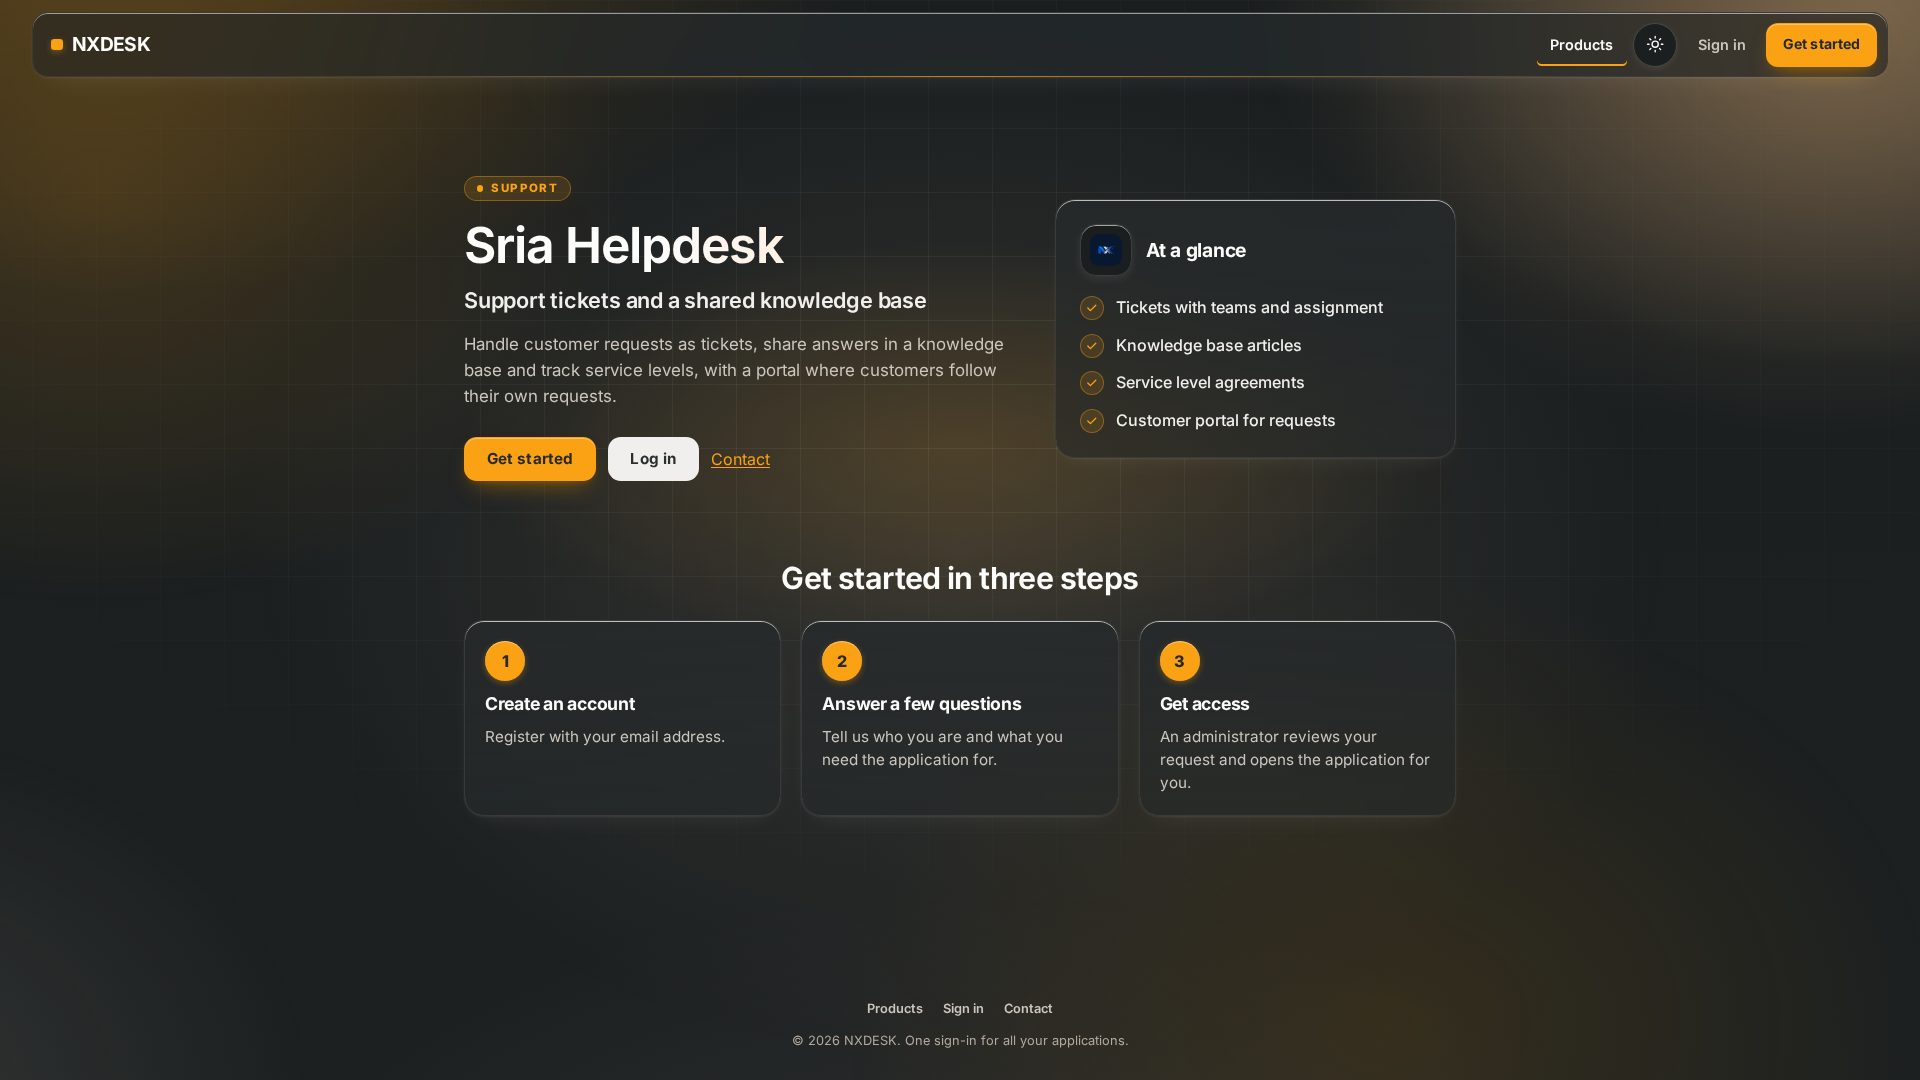 NXDESK
Products
Sign in
Get started
SUPPORT
Sria Helpdesk
Support tickets and a shared knowledge base
Handle customer requests as tickets, share answers in a knowledge
base and track service levels, with a portal where customers follow
their own requests.
Get started
Log in
Contact
NX
At a glance
Tickets with teams and assignment
Knowledge base articles
Service level agreements
Customer portal for requests
Get started in three steps
1
Create an account
Register with your email address.
2
Answer a few questions
Tell us who you are and what you
need the application for.
3
Get access
An administrator reviews your
request and opens the application for
you.
Products
Sign in
Contact
© 2026 NXDESK. One sign-in for all your applications.